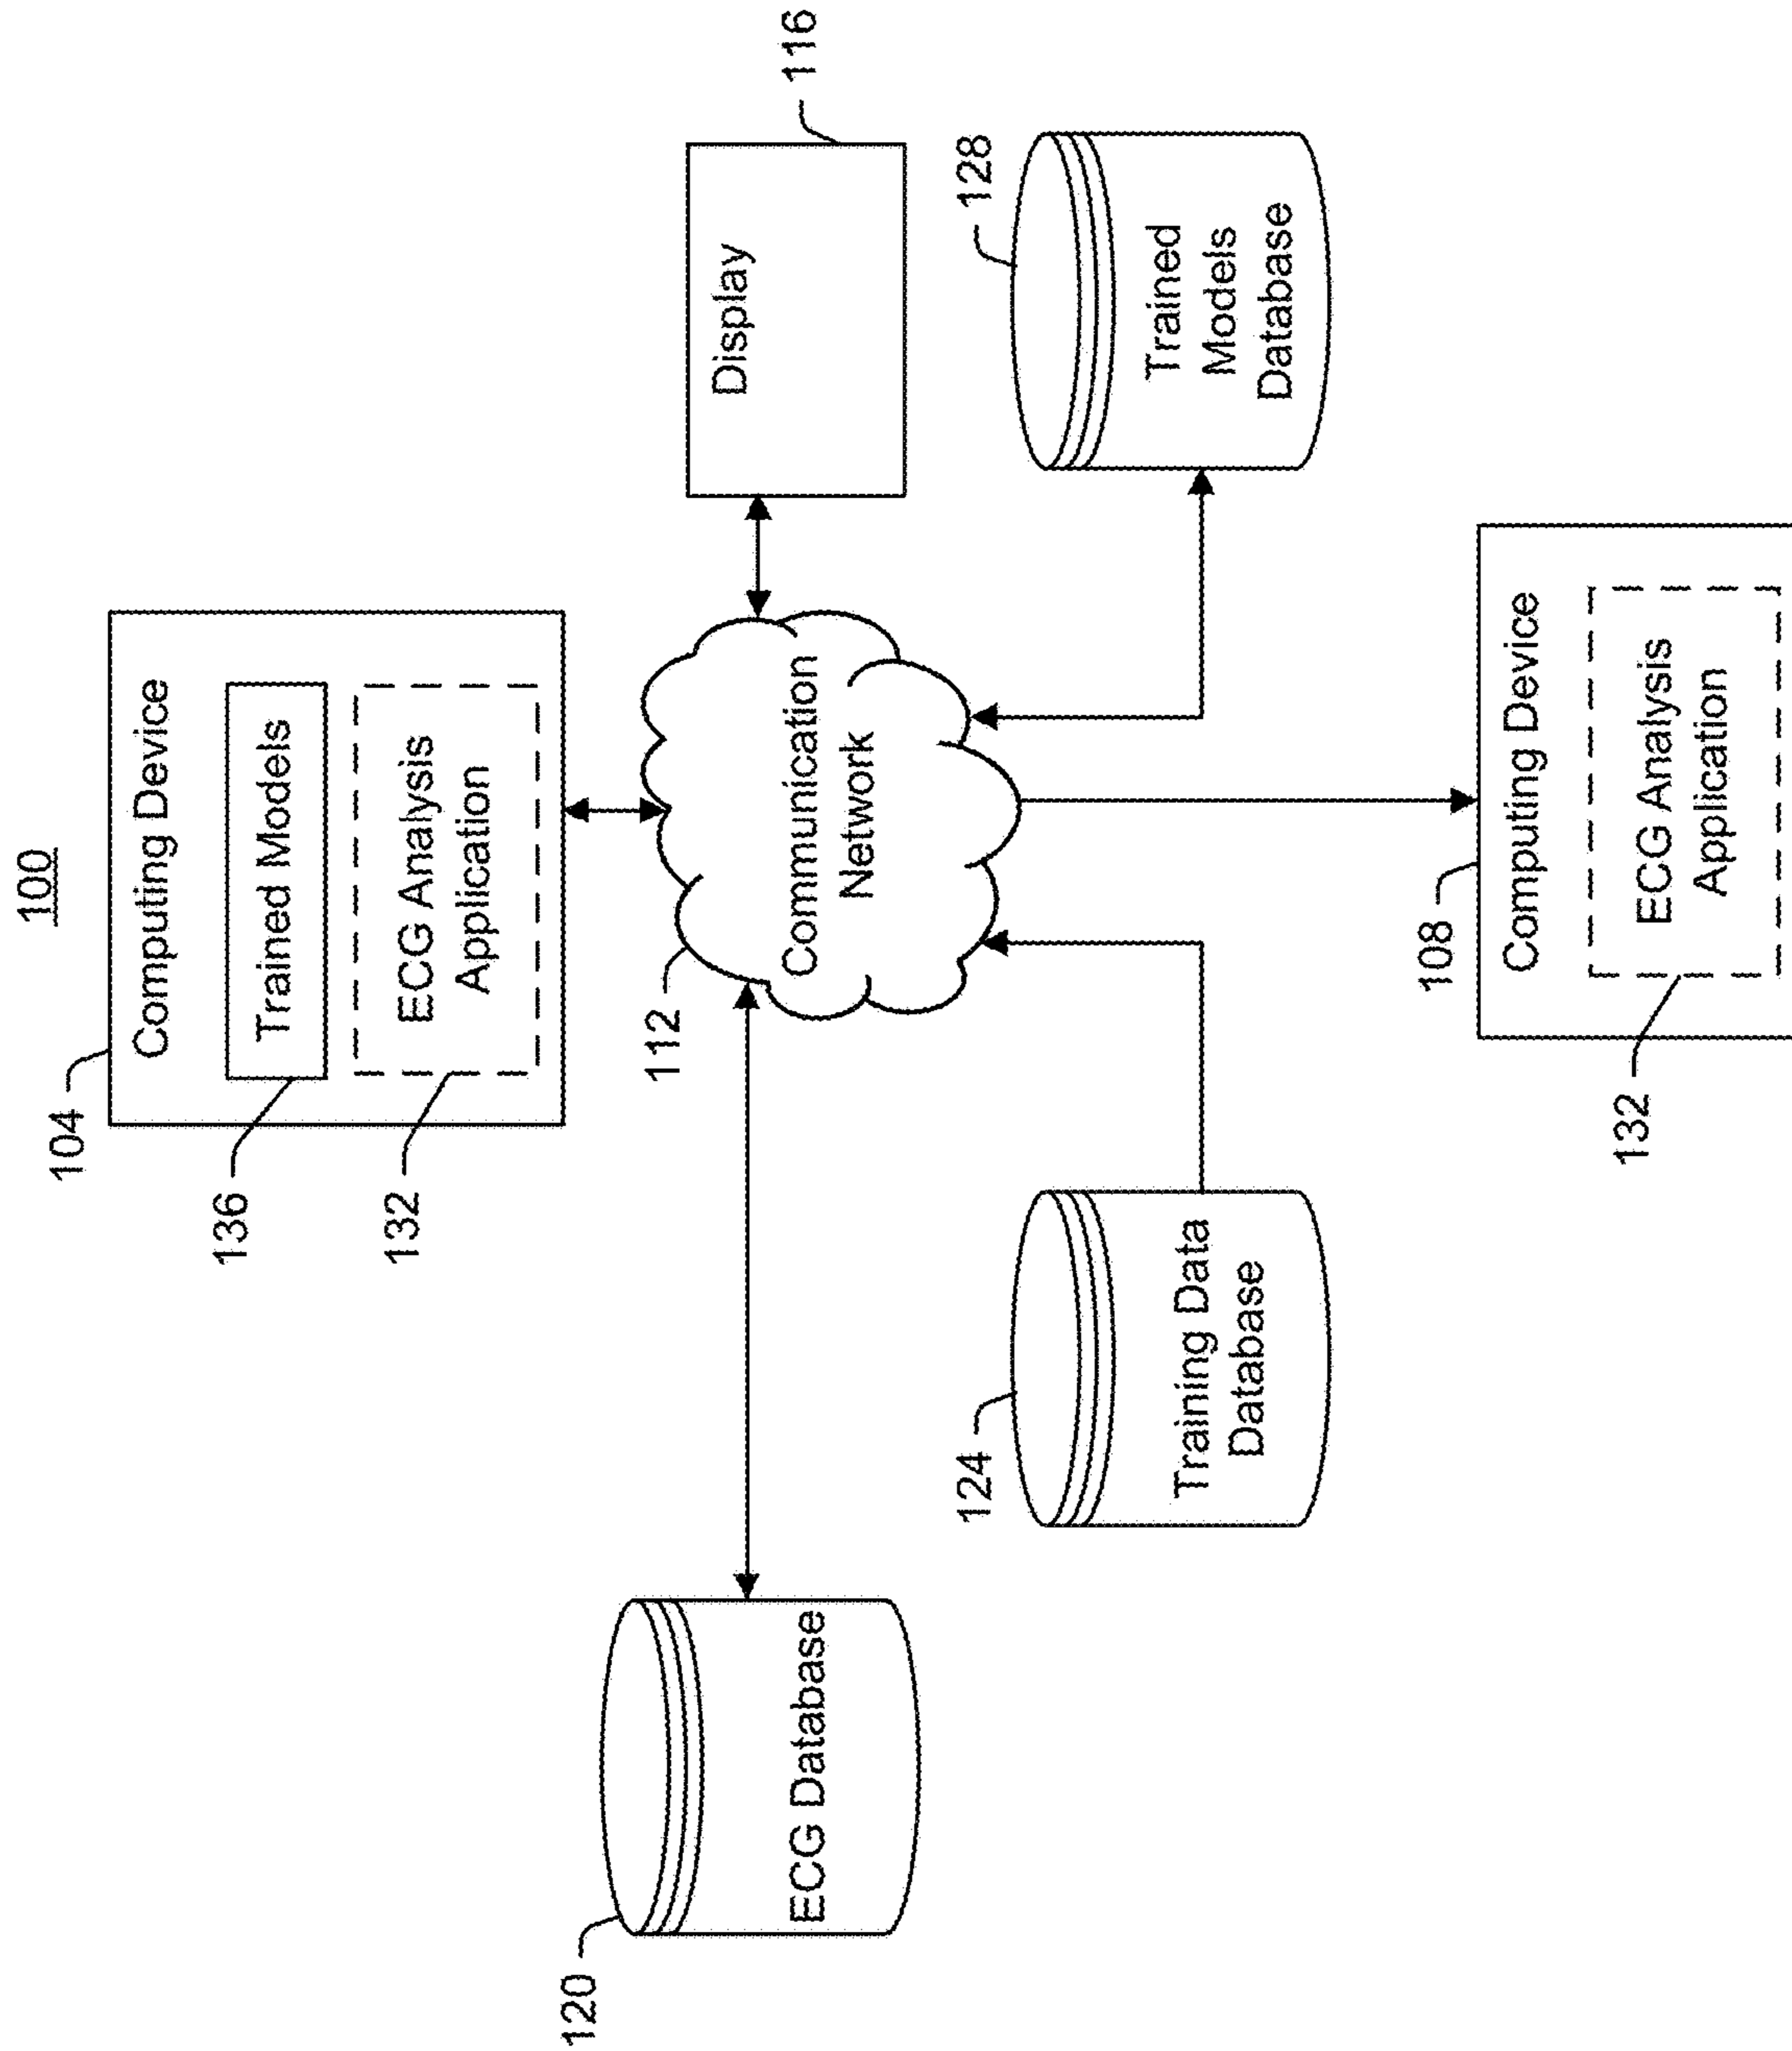 100
104
Computing Device
136
Trained Models
132
ECG Analysis
Application
120
ECG Database
112
Communication
Network
Display
116
124
Training Data
Database
128
Trained
Models
Database
108
Computing Device
132
ECG Analysis
Application